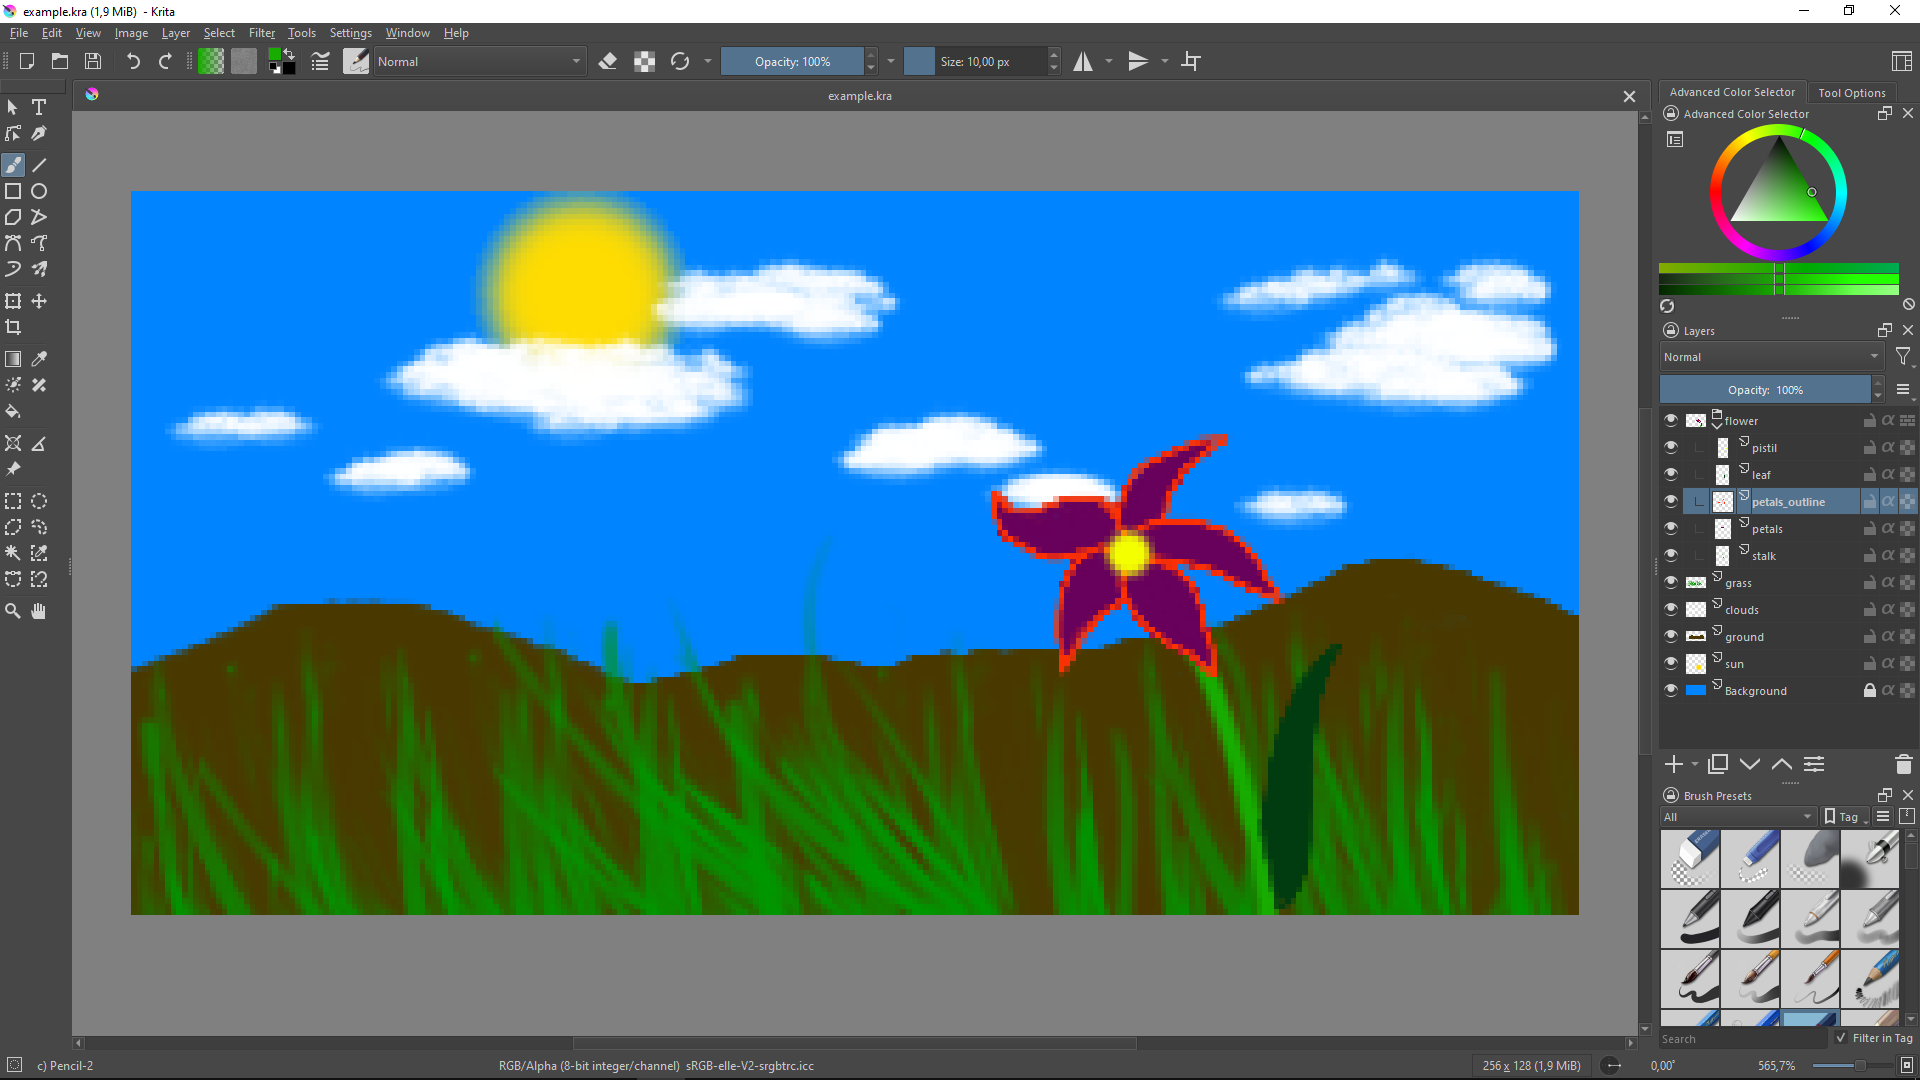 example.kra (1,9 MiB) - Krita
File Edit View Image Layer Select Filter Tools Settings Window Help
Normal
Opacity: 100%
Size: 10,00 px
example.kra
Advanced Color Selector
Tool Options
Advanced Color Selector
Layers
Normal
Opacity: 100%
flower
pistil
leaf
petals_outline
petals
stalk
grass
clouds
ground
sun
Background
Brush Presets
All
Tag
Search
Filter in Tag
c) Pencil-2
RGB/Alpha (8-bit integer/channel) sRGB-elle-V2-srgbtrc.icc
256 x 128 (1,9 MiB)
0,00°
565,7%